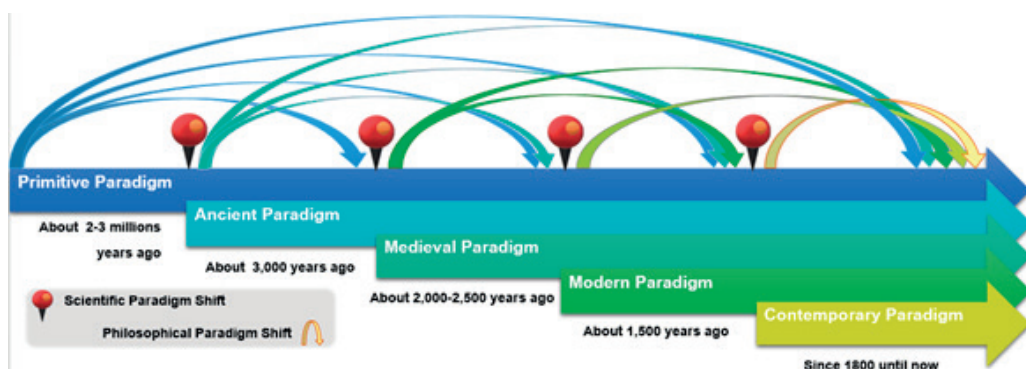 Primitive Paradigm
About 2-3 millions
years ago
Ancient Paradigm
About 3,000 years ago
Medieval Paradigm
About 2,000-2,500 years ago
Modern Paradigm
About 1,500 years ago
Contemporary Paradigm
Since 1800 until now
Scientific Paradigm Shift
Philosophical Paradigm Shift